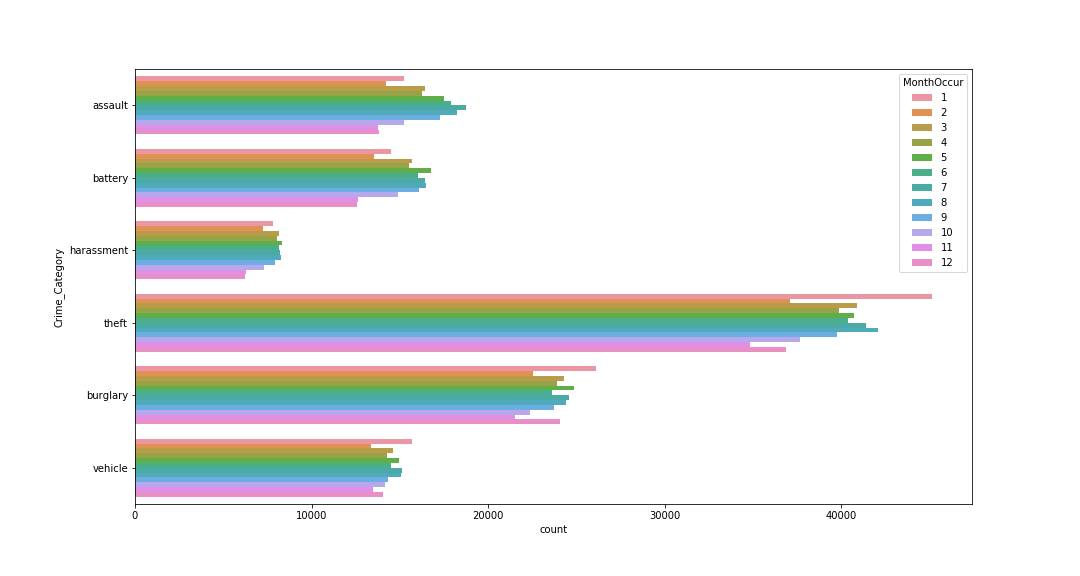 MonthOccur
1
2
3
4
5
6
7
8
9
10
11
12
Crime_Category
assault
battery
harassment
theft
burglary
vehicle
0 10000 20000 30000 40000
count